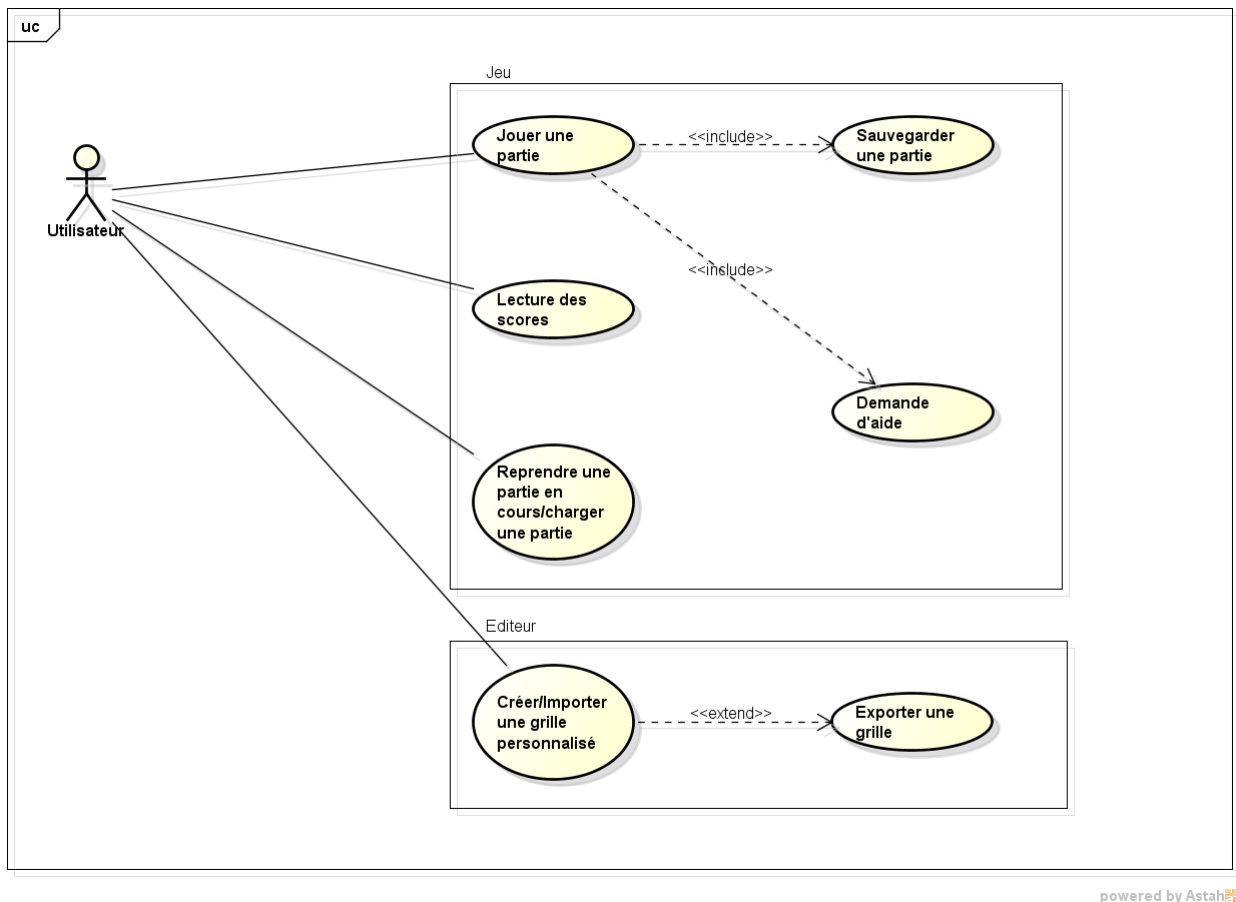 uc
Jeu
Jouer une
partie
<<include>>
Sauvegarder
une partie
Utilisateur
<<include>>
Lecture des
scores
Demande
d'aide
Reprendre une
partie en
cours/charger
une partie
Editeur
Créer/Importer
une grille
personnalisé
<<extend>>
Exporter une
grille
powered by Astah